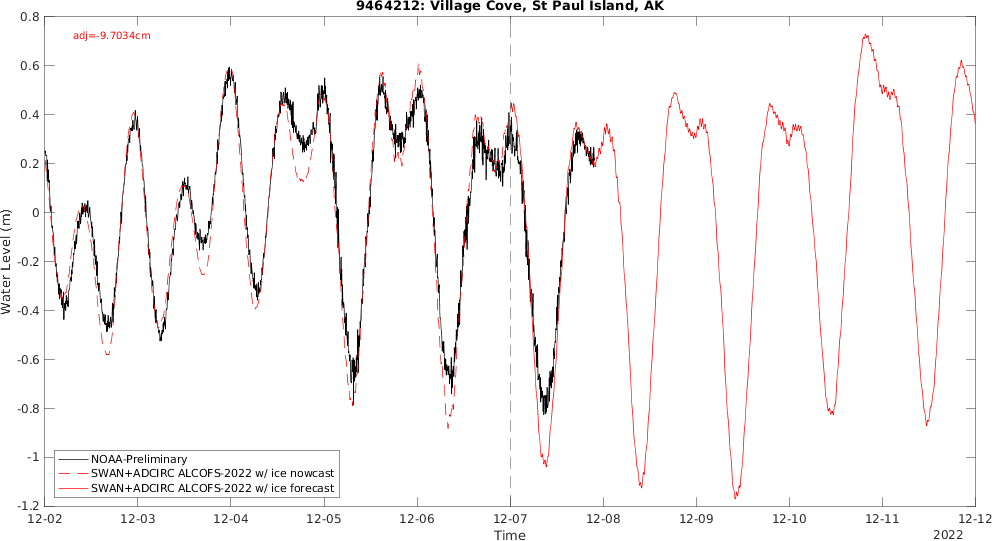 9464212: Village Cove, St Paul Island, AK
adj=-9.7034cm
0.8
0.6
0.4
0.2
0
-0.2
-0.4
-0.6
-0.8
-1
-1.2
Water Level (m)
NOAA-Preliminary
SWAN+ADCIRC ALCOFS-2022 w/ ice nowcast
SWAN+ADCIRC ALCOFS-2022 w/ ice forecast
12-02 12-03 12-04 12-05 12-06 12-07 12-08 12-09 12-10 12-11 12-12
Time
2022